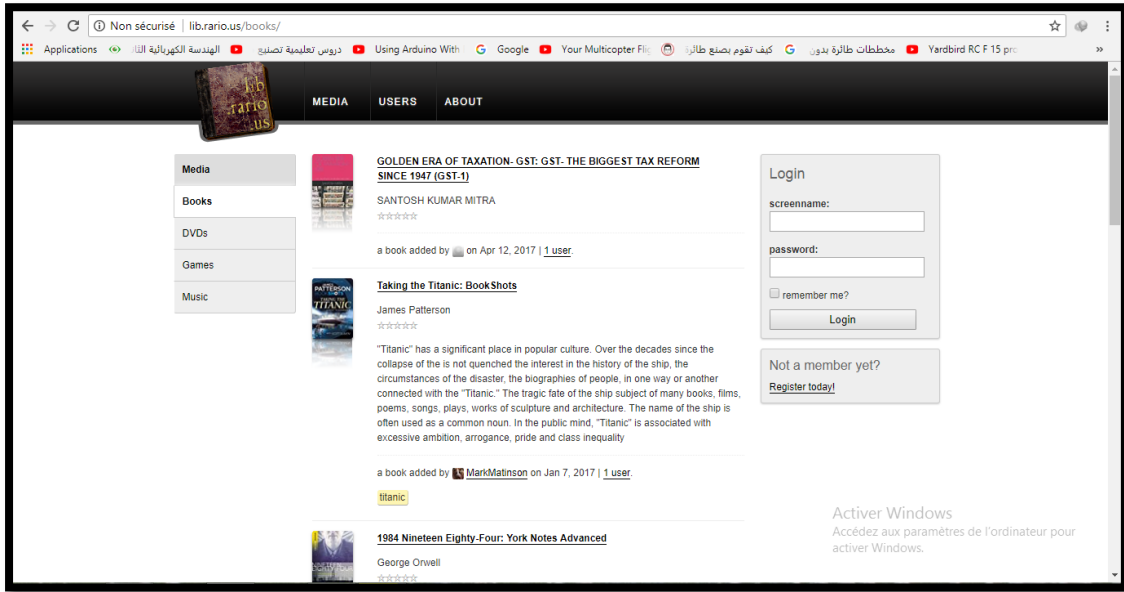 Non sécurisé | lib.rario.us/books/
Applications
الهندسة الكهربائية
دروس تعليمية تصنيع
Using Arduino With
Google
Your Multicopter
كيف تقوم بصنع طائرة
مخططات طائرة بدون
Yardbird RC F 15
»
lib
.rario
.us
MEDIA USERS ABOUT
Media
Books
DVDs
Games
Music
GOLDEN ERA OF TAXATION- GST: GST- THE BIGGEST TAX REFORM
SINCE 1947 (GST-1)
SANTOSH KUMAR MITRA
a book added by on Apr 12, 2017 | 1 user.
PATTERSON
TITANIC
Taking the Titanic: BookShots
James Patterson
"Titanic" has a significant place in popular culture. Over the decades since the
collapse of the is not quenched the interest in the history of the ship, the
circumstances of the disaster, the biographies of people, in one way or another
connected with the "Titanic." The tragic fate of the ship subject of many books, films,
poems, songs, plays, works of sculpture and architecture. The name of the ship is
often used as a common noun. In the public mind, "Titanic" is associated with
excessive ambition, arrogance, pride and class inequality
a book added by MarkMatinson on Jan 7, 2017 | 1 user.
titanic
1984 Nineteen Eighty-Four: York Notes Advanced
George Orwell
Login
screenname:
password:
remember me?
Login
Not a member yet?
Register today!
Activer Windows
Accédez aux paramètres de l'ordinateur pour
activer Windows.